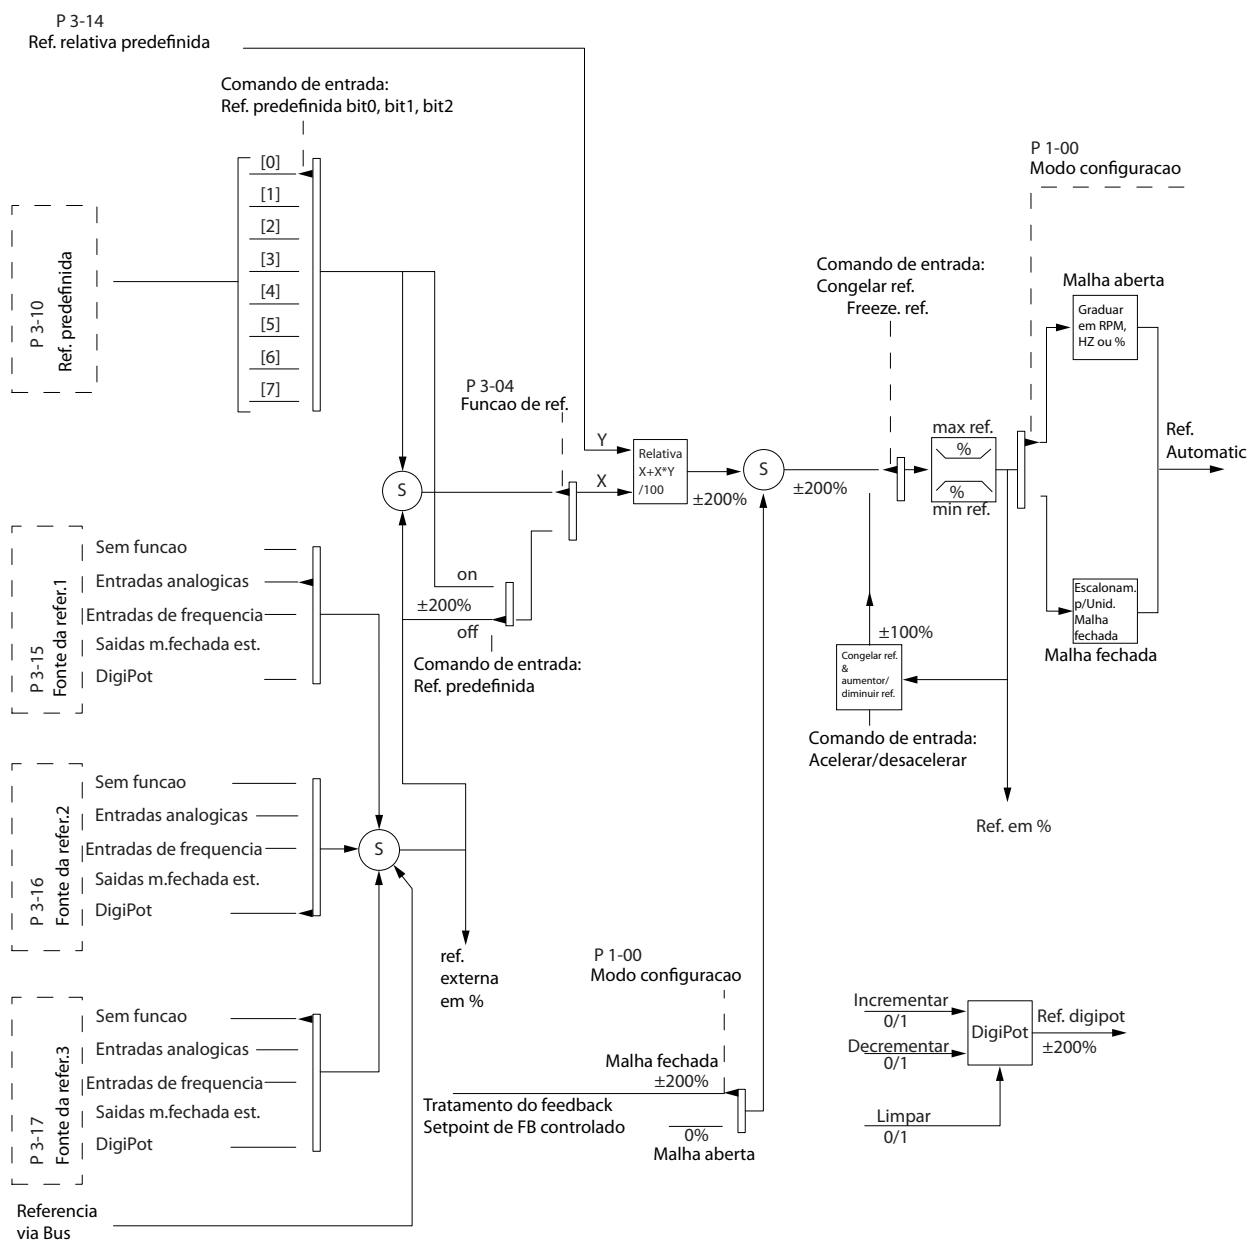 P 3-14
Ref. relativa predefinida
Comando de entrada:
Ref. predefinida bit0, bit1, bit2
P 3-10
Ref. predefinida
[0]
[1]
[2]
[3]
[4]
[5]
[6]
[7]
P 1-00
Modo configuracao
Comando de entrada:
Congelar ref.
Freeze. ref.
Malha aberta
Graduar
em RPM,
HZ ou %
P 3-04
Funcao de ref.
Y
X
Relativa
X+X*Y
/100
±200%
S
±200%
max ref.
%
%
min ref.
Ref.
Automatic
S
on
±200%
off
Comando de entrada:
Ref. predefinida
Escalonam.
p/Unid.
Malha
fechada
Malha fechada
±100%
Congelar ref.
&
aumentor/
diminuir ref.
Comando de entrada:
Acelerar/desacelerar
Ref. em %
P 3-15
Fonte da refer.1
Sem funcao
Entradas analogicas
Entradas de frequencia
Saidas m.fechada est.
DigiPot
P 3-16
Fonte da refer.2
Sem funcao
Entradas analogicas
Entradas de frequencia
Saidas m.fechada est.
DigiPot
S
ref.
externa
em %
P 3-17
Fonte da refer.3
Sem funcao
Entradas analogicas
Entradas de frequencia
Saidas m.fechada est.
DigiPot
Referencia
via Bus
P 1-00
Modo configuracao
Malha fechada
±200%
Tratamento do feedback
Setpoint de FB controlado
0%
Malha aberta
Incrementar
0/1
Decrementar
0/1
DigiPot
Ref. digipot
±200%
Limpar
0/1